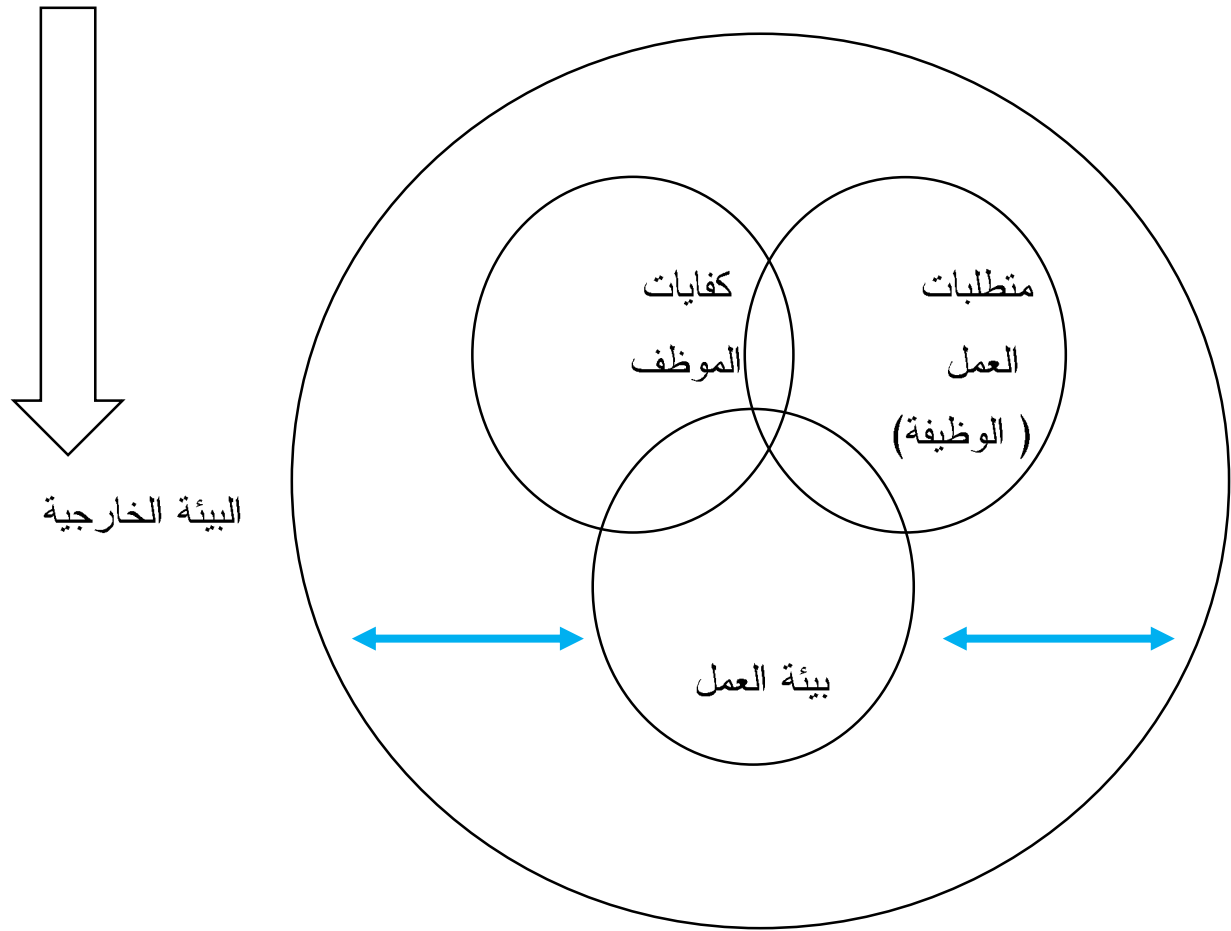 متطلبات
العمل
( الوظيفة)
كفايات
الموظف
بيئة العمل
البيئة الخارجية